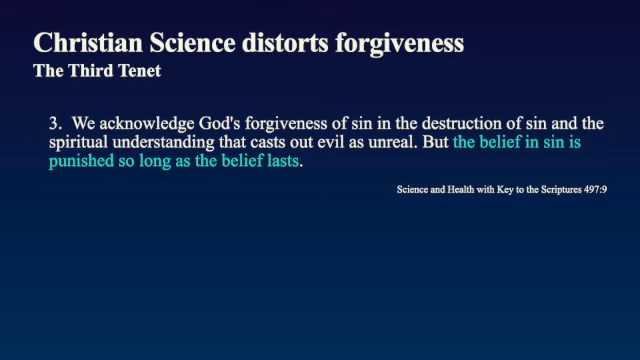 Christian Science distorts forgiveness
The Third Tenet
3. We acknowledge God's forgiveness of sin in the destruction of sin and the
spiritual understanding that casts out evil as unreal. But the belief in sin is
punished so long as the belief lasts.
Science and Health with Key to the Scriptures 497:9